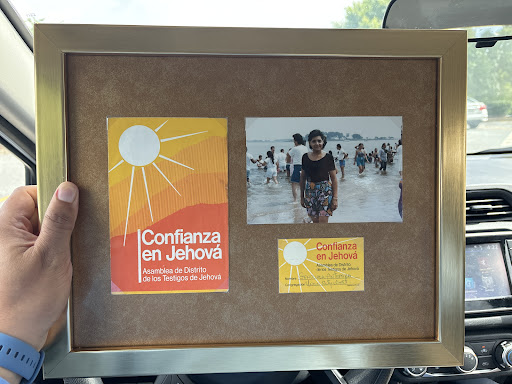 Confianza
en Jehová
Asamblea de Distrito
de los Testigos de Jehová
Confianza
en Jehová
Asamblea de Distrito
de los Testigos de Jehová